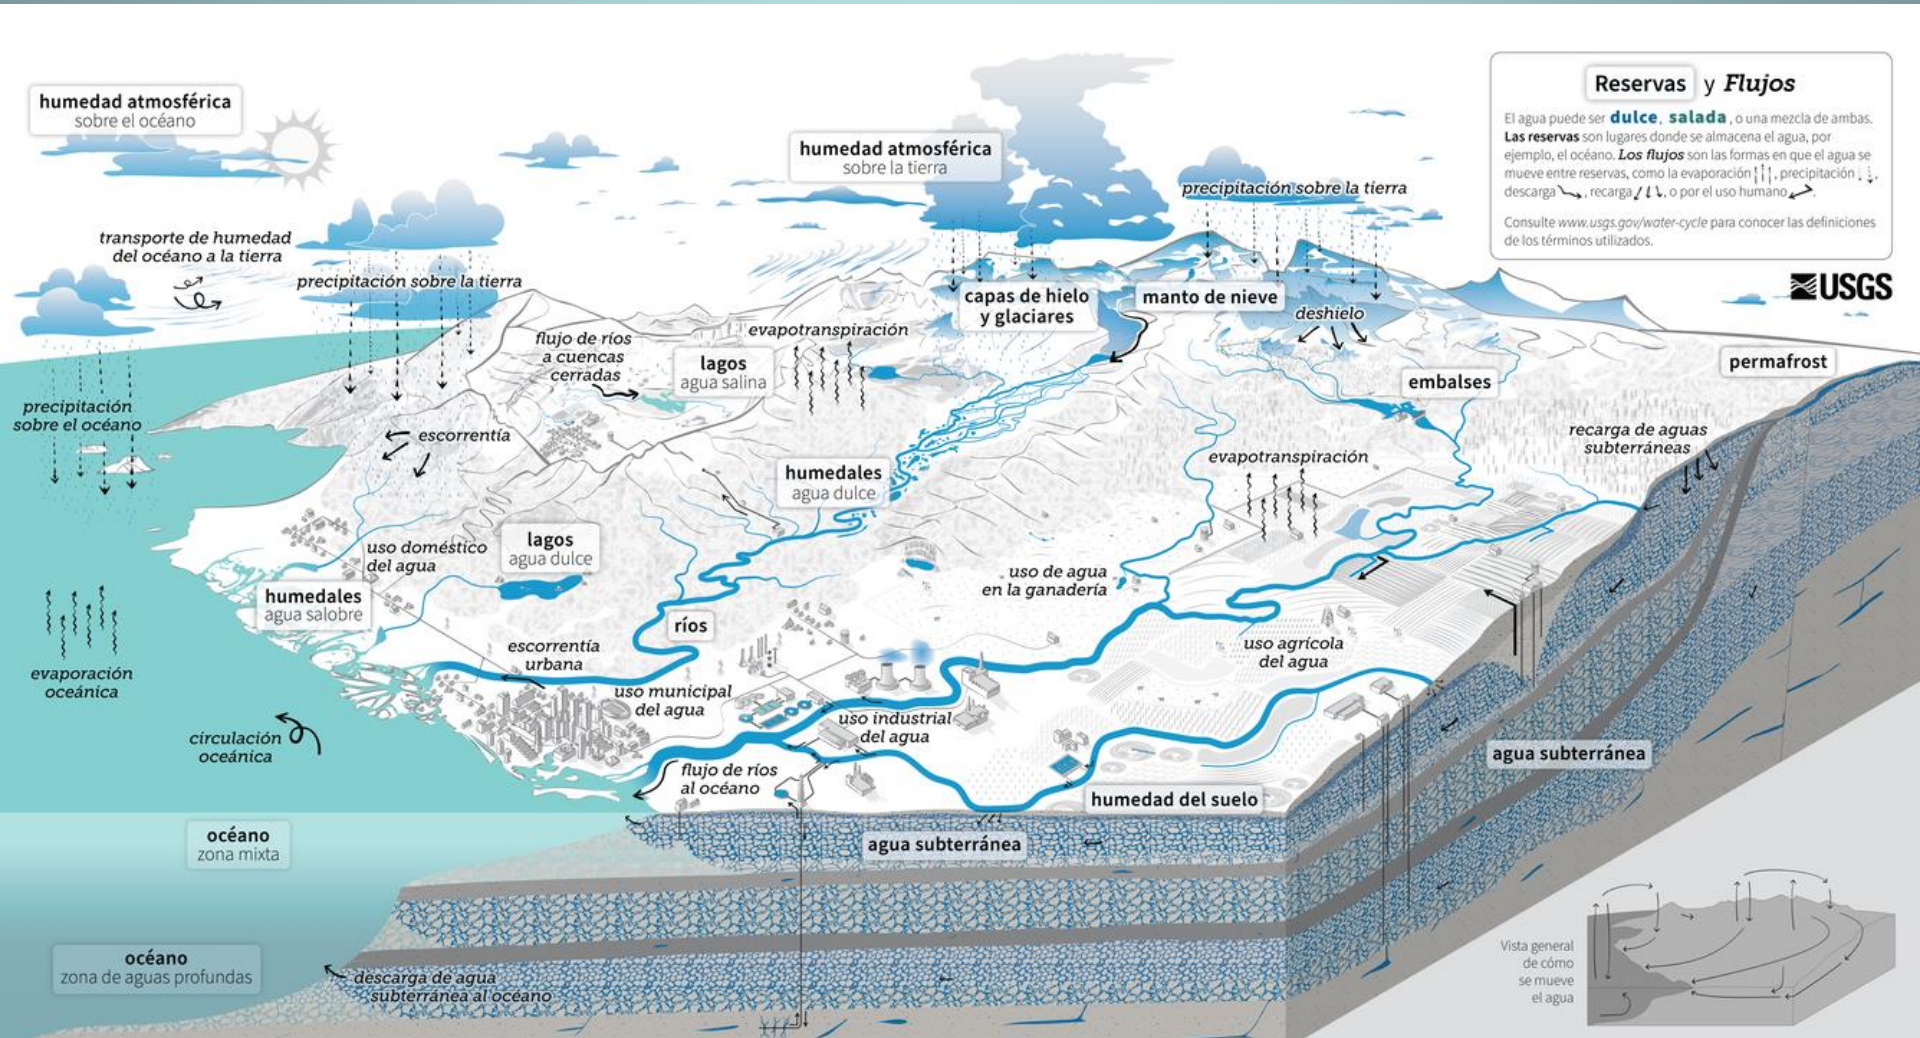 humedad atmosférica
sobre el océano
humedad atmosférica
sobre la tierra
Reservas y Flujos
El agua puede ser dulce, salada, o una mezcla de ambas.
Las reservas son lugares donde se almacena el agua, por
ejemplo, el océano. Los flujos son las formas en que el agua se
mueve entre reservas, como la evaporación, precipitación,
descarga, recarga, o por el uso humano.
Consulte www.usgs.gov/water-cycle para conocer las definiciones
de los términos utilizados.
USGS
precipitación sobre la tierra
transporte de humedad
del océano a la tierra
precipitación sobre la tierra
capas de hielo
y glaciares
manto de nieve
deshielo
evapotranspiración
flujo de ríos
a cuencas
cerradas
lagos
agua salina
permafrost
embalses
precipitación
sobre el océano
escorrentía
recarga de aguas
subterráneas
evapotranspiración
humedales
agua dulce
lagos
agua dulce
uso doméstico
del agua
humedales
agua salobre
uso de agua
en la ganadería
ríos
escorrentía
urbana
uso agrícola
del agua
evaporación
oceánica
uso municipal
del agua
uso industrial
del agua
circulación
oceánica
flujo de ríos
al océano
agua subterránea
humedad del suelo
océano
zona mixta
agua subterránea
océano
zona de aguas profundas
descarga de agua
subterránea al océano
Vista general
de cómo
se mueve
el agua